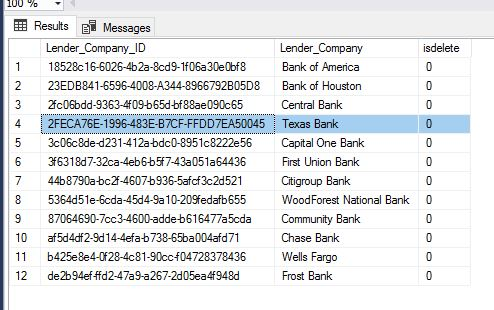 100 %
Results Messages
Lender_Company_ID Lender_Company isdelete
1 18528c16-6026-4b2a-8cd9-1f06a30e0bf8 Bank of America 0
2 23EDB841-6596-4008-A344-8966792B05D8 Bank of Houston 0
3 2fc06bdd-9363-4f09-b65d-bf88ae090c65 Central Bank 0
4 2FECA76E-1996-483E-B7CF-FFDD7EA50045 Texas Bank 0
5 3c06fc8de-d231-412a-bdc0-8951c8222e56 Capital One Bank 0
6 3f6318d7-32ca-4eb6-b5f7-43a051a64436 First Union Bank 0
7 44b8790a-bc2f-4607-b936-5afcf3c2d521 Citigroup Bank 0
8 5364d51e-6cda-45d4-9a10-209fedafb655 WoodForest National Bank 0
9 87064690-7cc3-4600-adde-b616477a5cda Community Bank 0
10 af5d4df2-9d14-4efa-b738-65ba004afd71 Chase Bank 0
11 b425e8e4-0f28-4c81-90cc-f04728378436 Wells Fargo 0
12 de2b94ef-ffd2-47a9-a267-2d05ea4f948d Frost Bank 0